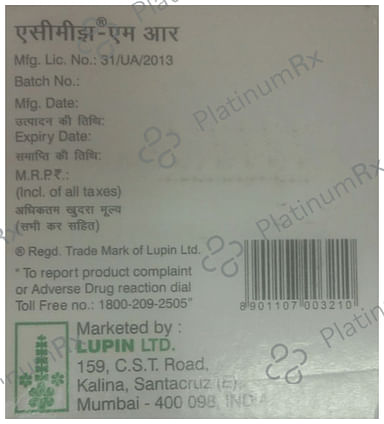 एसीमीझ®-एम आर
Mfg. Lic. No.: 31/UA/2013
Batch No.:
Mfg. Date:
उत्पादन की तिथि:
Expiry Date:
समाप्ति की तिथि:
M.R.P.₹.:
(Incl. of all taxes)
अधिकतम खुदरा मूल्य
(सभी कर सहित)
® Regd. Trade Mark of Lupin Ltd.
" To report product complaint
or Adverse Drug reaction dial
Toll Free no.: 1800-209-2505"
8 901107 003210
Marketed by :
LUPIN LTD.
159, C.S.T. Road,
Kalina, Santacruz (E),
Mumbai - 400 098, INDIA
PlatinumRx
PlatinumRx
PlatinumRx